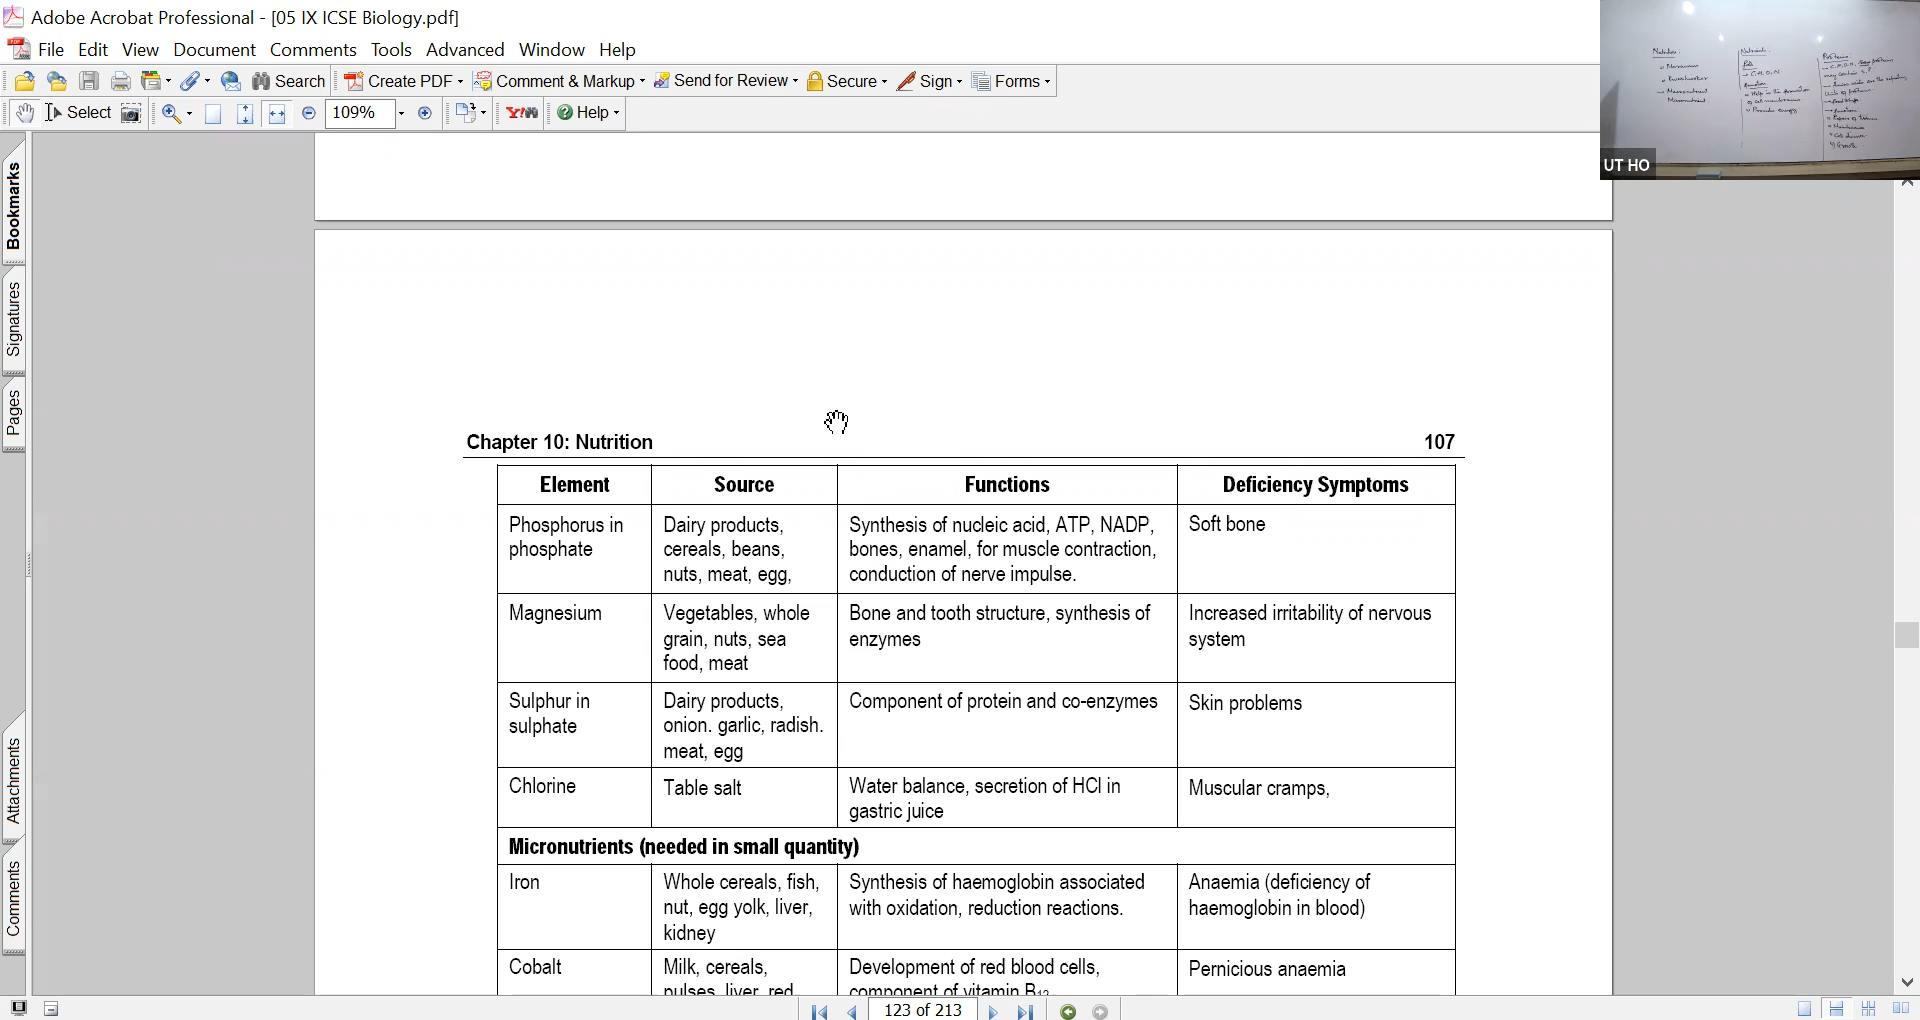 Adobe Acrobat Professional - [05 IX ICSE Biology.pdf]
File Edit View Document Comments Tools Advanced Window Help
Search Create PDF Comment & Markup Send for Review Secure Sign Forms
Select 109% Y! Help
UT HO
Bookmarks
Signatures
Pages
Attachments
Comments
Chapter 10: Nutrition 107
Element Source Functions Deficiency Symptoms
Phosphorus in Dairy products, Synthesis of nucleic acid, ATP, NADP, Soft bone
phosphate cereals, beans, bones, enamel, for muscle contraction,
nuts, meat, egg, conduction of nerve impulse.
Magnesium Vegetables, whole Bone and tooth structure, synthesis of Increased irritability of nervous
grain, nuts, sea enzymes system
food, meat
Sulphur in Dairy products, Component of protein and co-enzymes Skin problems
sulphate onion. garlic, radish.
meat, egg
Chlorine Table salt Water balance, secretion of HCl in Muscular cramps,
gastric juice
Micronutrients (needed in small quantity)
Iron Whole cereals, fish, Synthesis of haemoglobin associated Anaemia (deficiency of
nut, egg yolk, liver, with oxidation, reduction reactions. haemoglobin in blood)
kidney
Cobalt Milk, cereals, Development of red blood cells, Pernicious anaemia
pulses, liver, red component of vitamin B12.
123 of 213